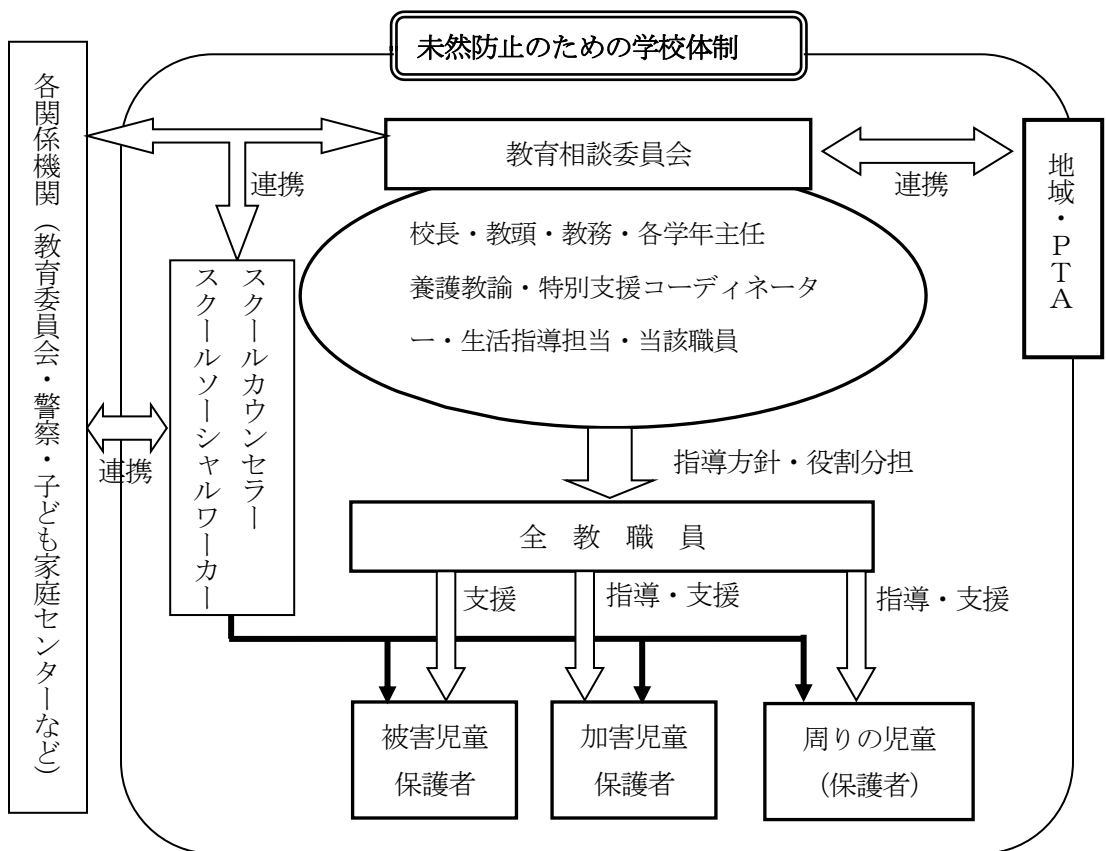 未然防止のための学校体制
各関係機関（教育委員会・警察・子ども家庭センターなど）
教育相談委員会
地域・PTA
連携
連携
校長・教頭・教務・各学年主任
養護教諭・特別支援コーディネータ
ー・生活指導担当・当該職員
スクールカウンセラー
スクールソーシャルワーカー
連携
指導方針・役割分担
全教職員
支援
指導・支援
指導・支援
被害児童
保護者
加害児童
保護者
周りの児童
（保護者）